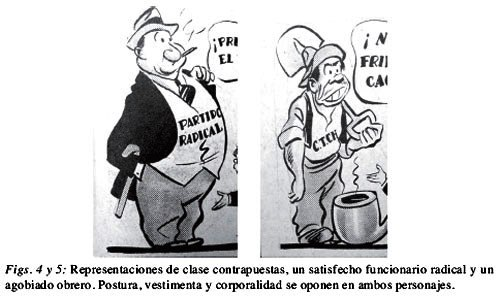 ¡PRI
EL
PARTIDO
RADICAL
¡ N
FRI
CAC
C.T.CH.
Figs. 4 y 5: Representaciones de clase contrapuestas, un satisfecho funcionario radical y un
agobiado obrero. Postura, vestimenta y corporalidad se oponen en ambos personajes.